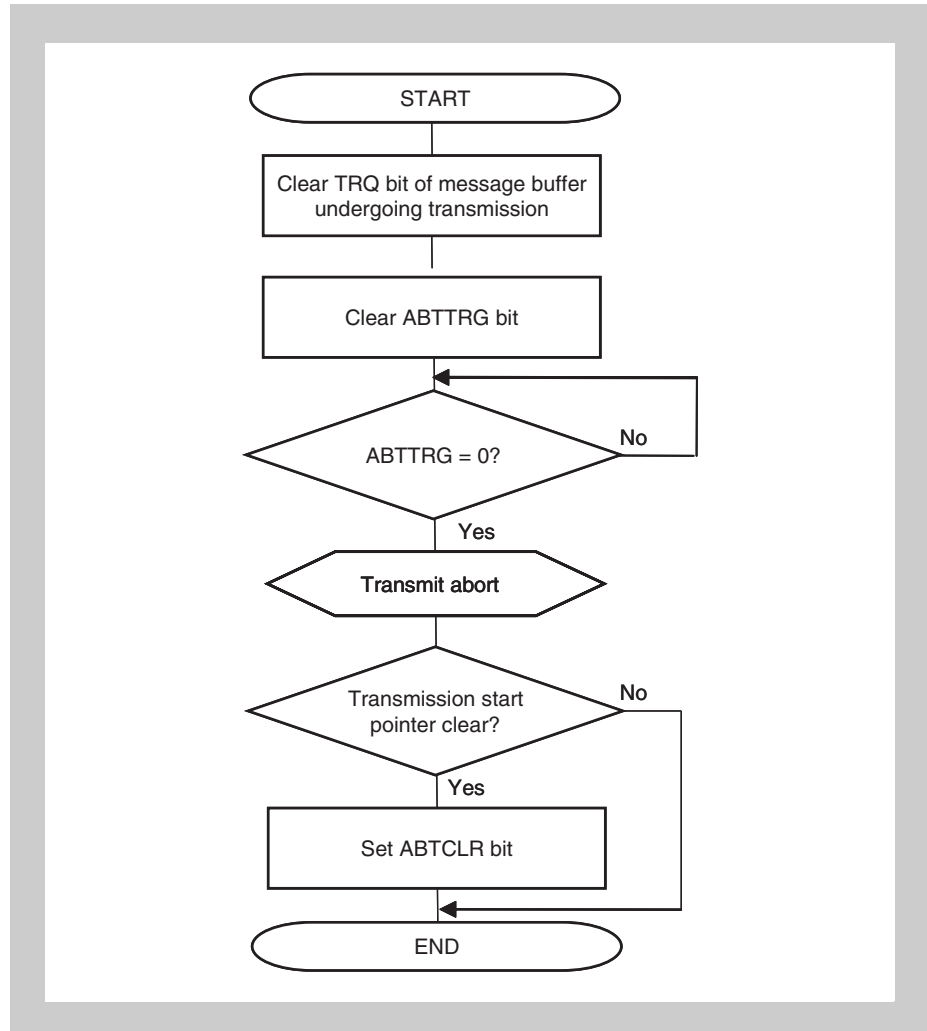 START
Clear TRQ bit of message buffer
undergoing transmission
Clear ABTTRG bit
ABTTRG = 0?
No
Yes
Transmit abort
Transmission start
pointer clear?
No
Yes
Set ABTCLR bit
END